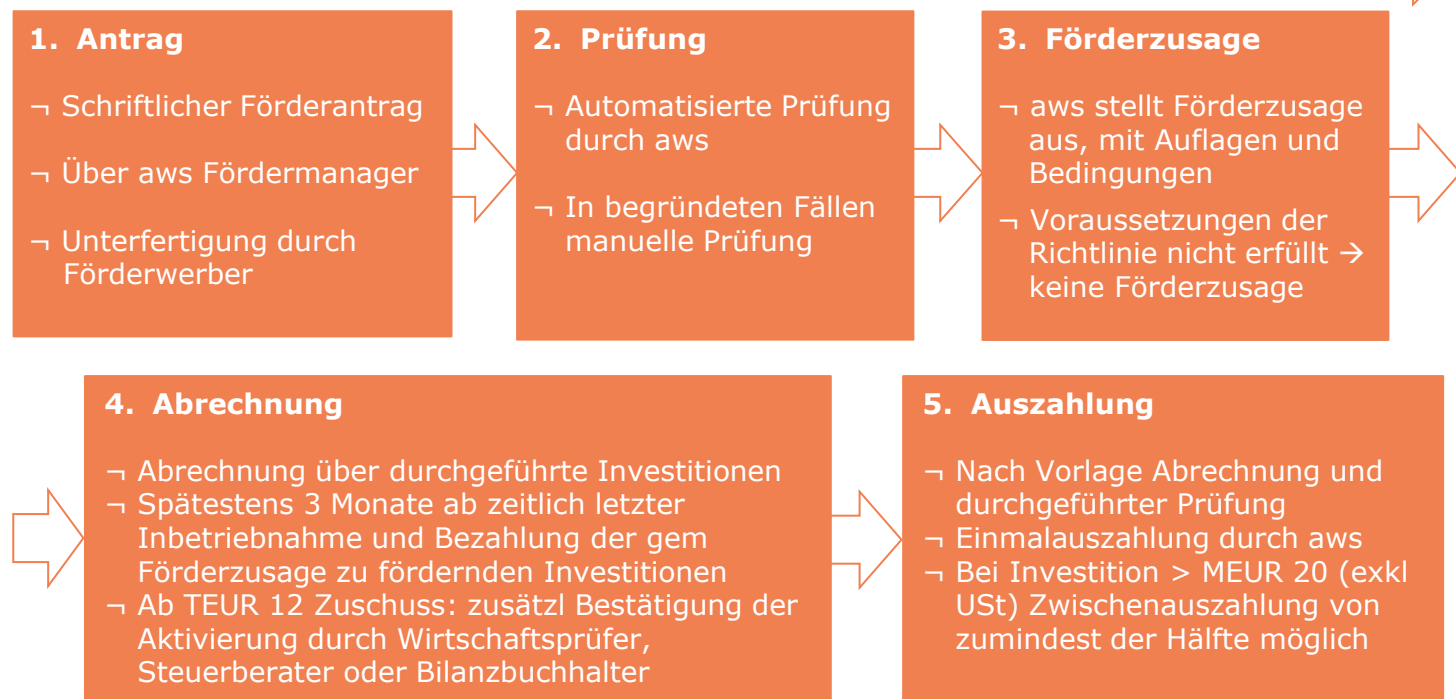 1. Antrag
¬ Schriftlicher Förderantrag
¬ Über aws Fördermanager
¬ Unterfertigung durch
Förderwerber
2. Prüfung
¬ Automatisierte Prüfung
durch aws
¬ In begründeten Fällen
manuelle Prüfung
3. Förderzusage
¬ aws stellt Förderzusage
aus, mit Auflagen und
Bedingungen
¬ Voraussetzungen der
Richtlinie nicht erfüllt →
keine Förderzusage
4. Abrechnung
¬ Abrechnung über durchgeführte Investitionen
¬ Spätestens 3 Monate ab zeitlich letzter
Inbetriebnahme und Bezahlung der gem
Förderzusage zu fördernden Investitionen
¬ Ab TEUR 12 Zuschuss: zusätzl Bestätigung der
Aktivierung durch Wirtschaftsprüfer,
Steuerberater oder Bilanzbuchhalter
5. Auszahlung
¬ Nach Vorlage Abrechnung und
durchgeführter Prüfung
¬ Einmalauszahlung durch aws
¬ Bei Investition > MEUR 20 (exkl
USt) Zwischenauszahlung von
zumindest der Hälfte möglich